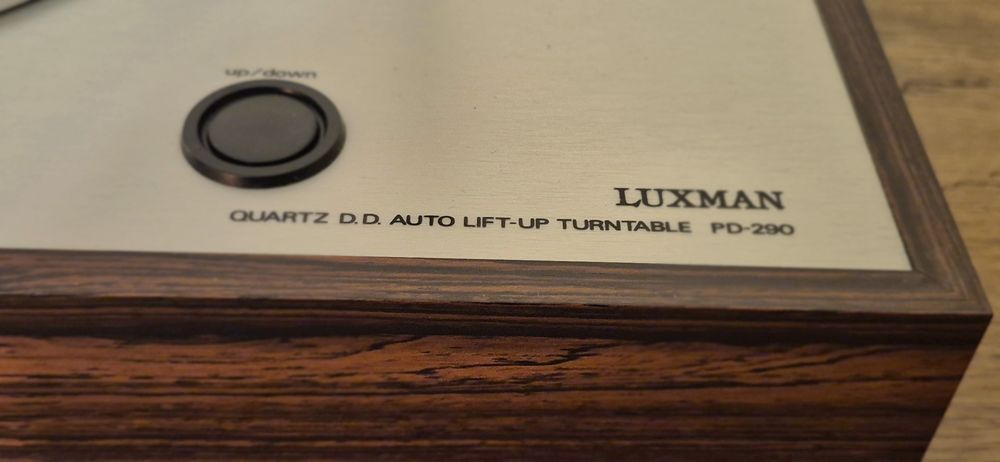 up/down
LUXMAN
QUARTZ D.D. AUTO LIFT-UP TURNTABLE PD-290